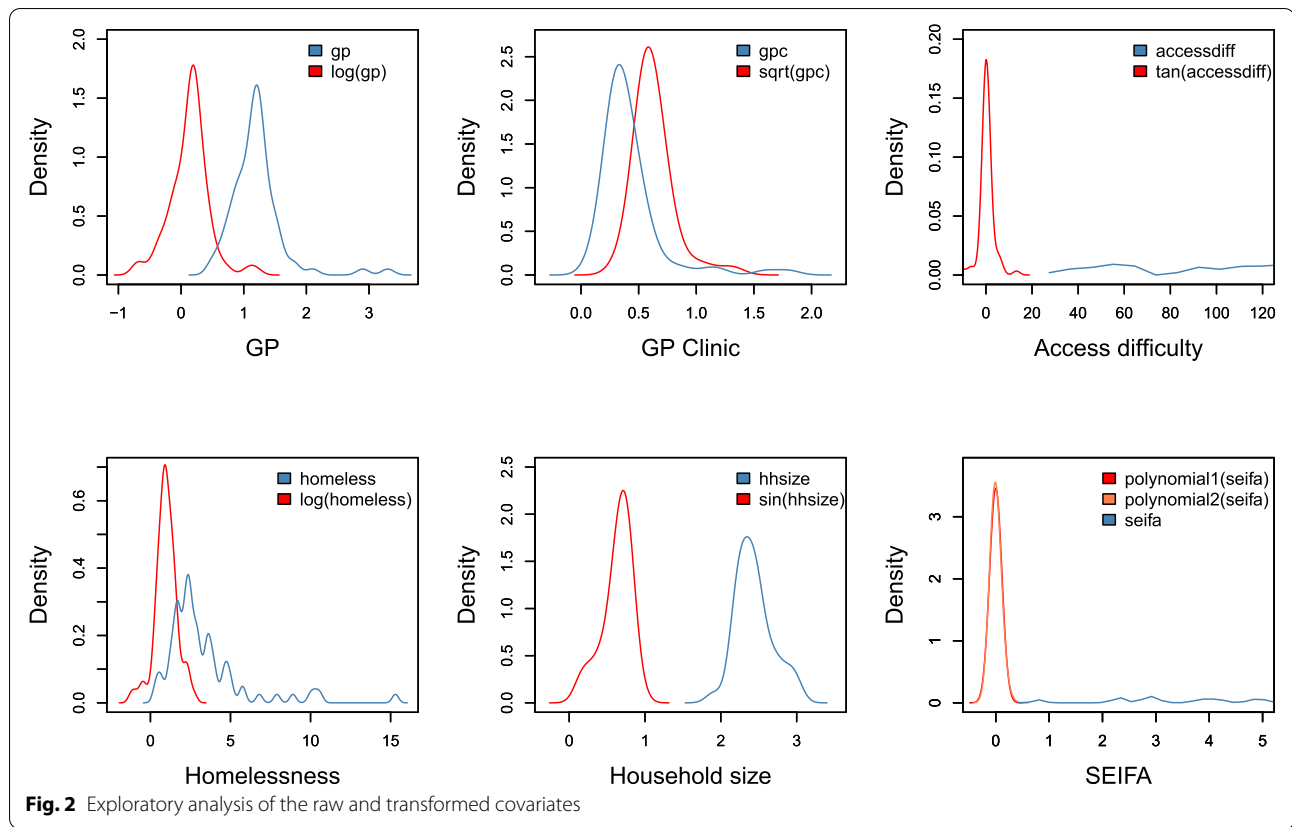 2.0
1.5
1.0
0.5
0.0
Density
gp
log(gp)
−1 0 1 2 3
GP
2.5
2.0
1.5
1.0
0.5
0.0
Density
gpc
sqrt(gpc)
0.0 0.5 1.0 1.5 2.0
GP Clinic
0.20
0.15
0.10
0.05
0.00
Density
accessdiff
tan(accessdiff)
0 20 40 60 80 100 120
Access difficulty
0.6
0.4
0.2
0.0
Density
homeless
log(homeless)
0 5 10 15
Homelessness
2.5
2.0
1.5
1.0
0.5
0.0
Density
hhsize
sin(hhsize)
0 1 2 3
Household size
3
2
1
0
Density
polynomial1(seifa)
polynomial2(seifa)
seifa
0 1 2 3 4 5
SEIFA
Fig. 2 Exploratory analysis of the raw and transformed covariates